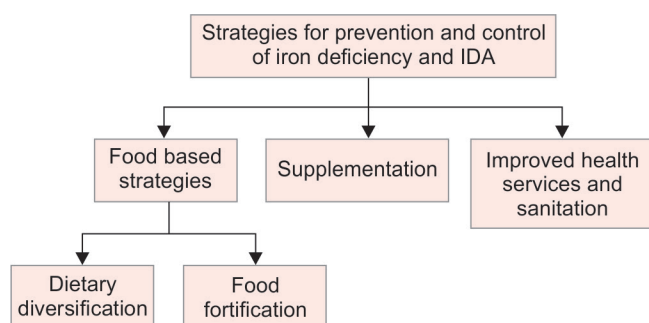 Strategies for prevention and control
of iron deficiency and IDA
Food based
strategies
Supplementation
Improved health
services and
sanitation
Dietary
diversification
Food
fortification